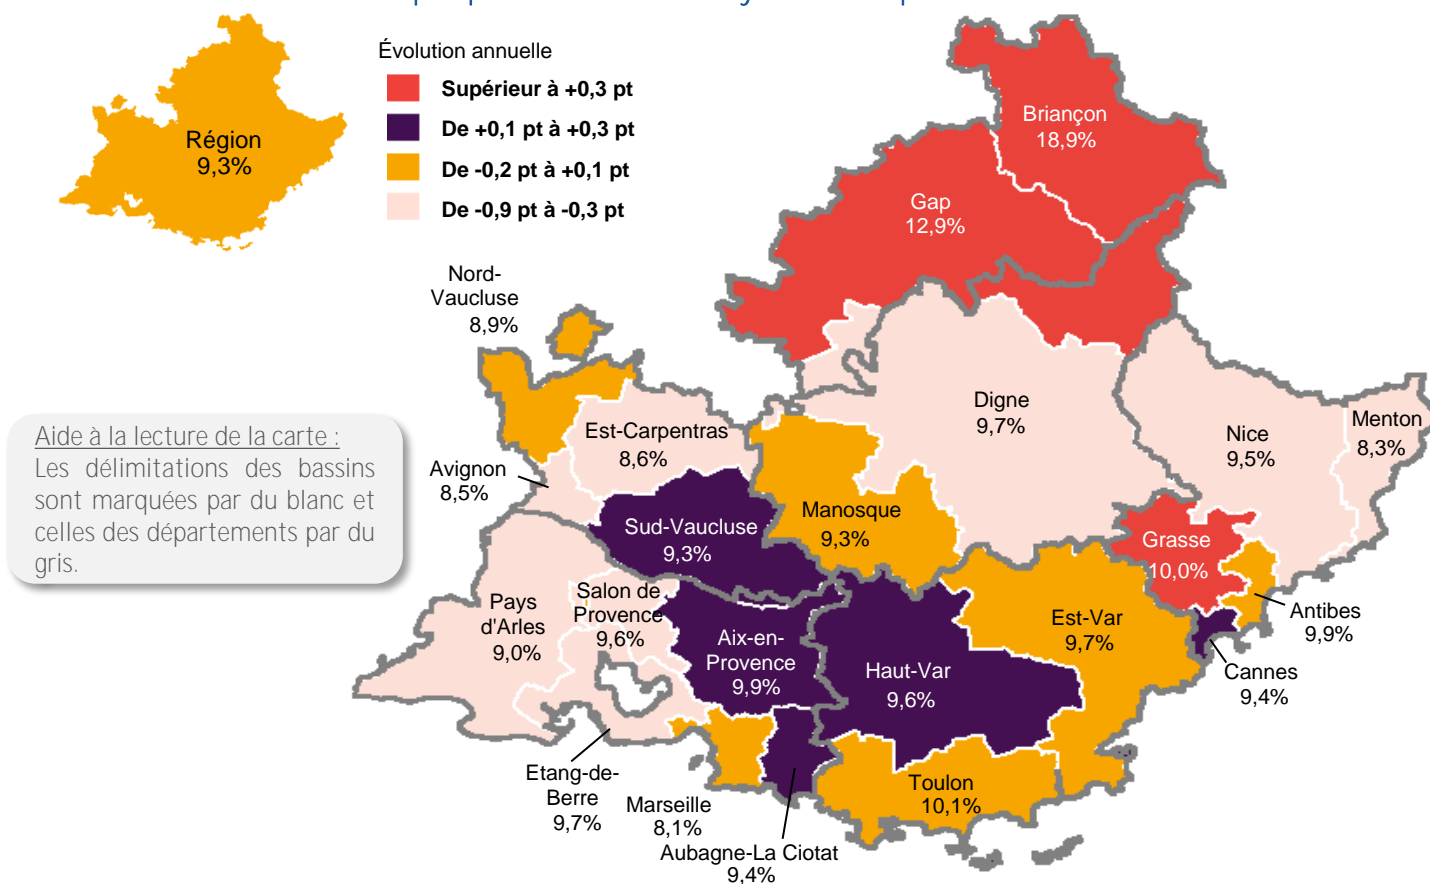 Évolution annuelle
Supérieur à +0,3 pt
De +0,1 pt à +0,3 pt
De -0,2 pt à +0,1 pt
De -0,9 pt à -0,3 pt
Région
9,3%
Briançon
18,9%
Gap
12,9%
Nord-
Vaucluse
8,9%
Digne
9,7%
Menton
8,3%
Nice
9,5%
Est-Carpentras
8,6%
Avignon
8,5%
Aide à la lecture de la carte :
Les délimitations des bassins
sont marquées par du blanc et
celles des départements par du
gris.
Sud-Vaucluse
9,3%
Manosque
9,3%
Grasse
10,0%
Salon de
Provence
9,6%
Pays
d'Arles
9,0%
Aix-en-
Provence
9,9%
Haut-Var
9,6%
Est-Var
9,7%
Antibes
9,9%
Cannes
9,4%
Etang-de-
Berre
9,7%
Marseille
8,1%
Toulon
10,1%
Aubagne-La Ciotat
9,4%